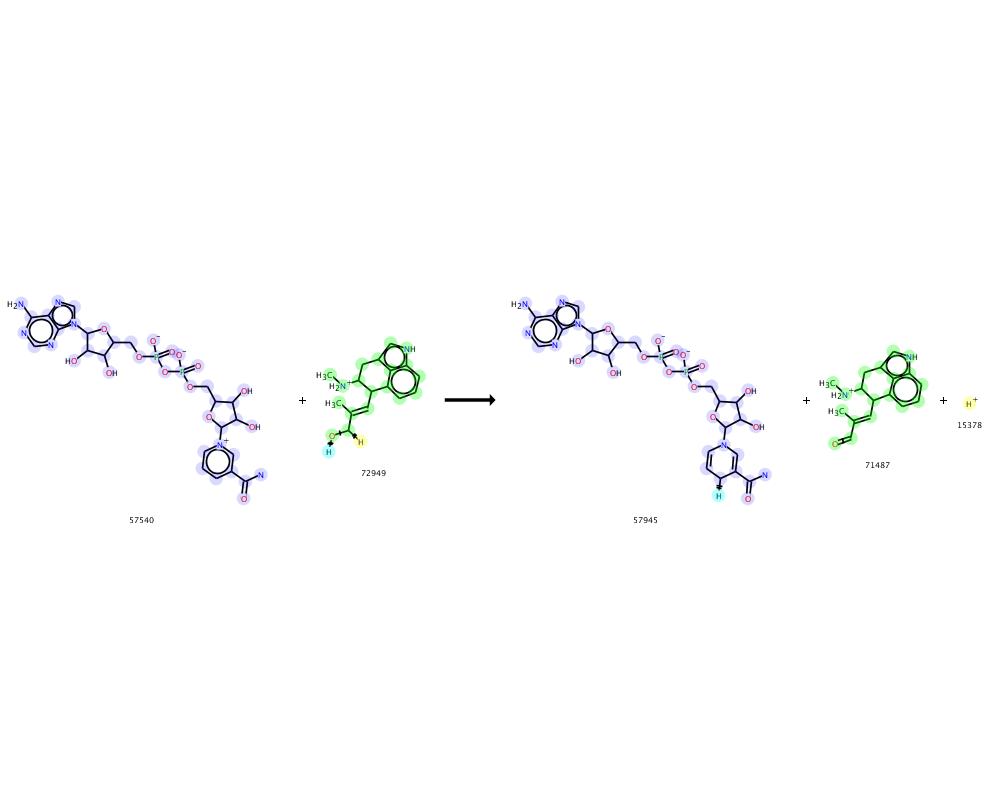 H2N
N
N
N
N
N
O
HO
OH
O
O-
P
O
O-
O
P
O
O
OH
O
OH
N+
N
O
57540
+
NH
H3C
H2N+
H3C
O
H
H
72949
H2N
N
N
N
N
N
O
HO
OH
O
O-
P
O
O-
O
P
O
O
OH
O
OH
N
N
H
O
57945
+
NH
H3C
H2N+
H3C
O
71487
+
H+
15378